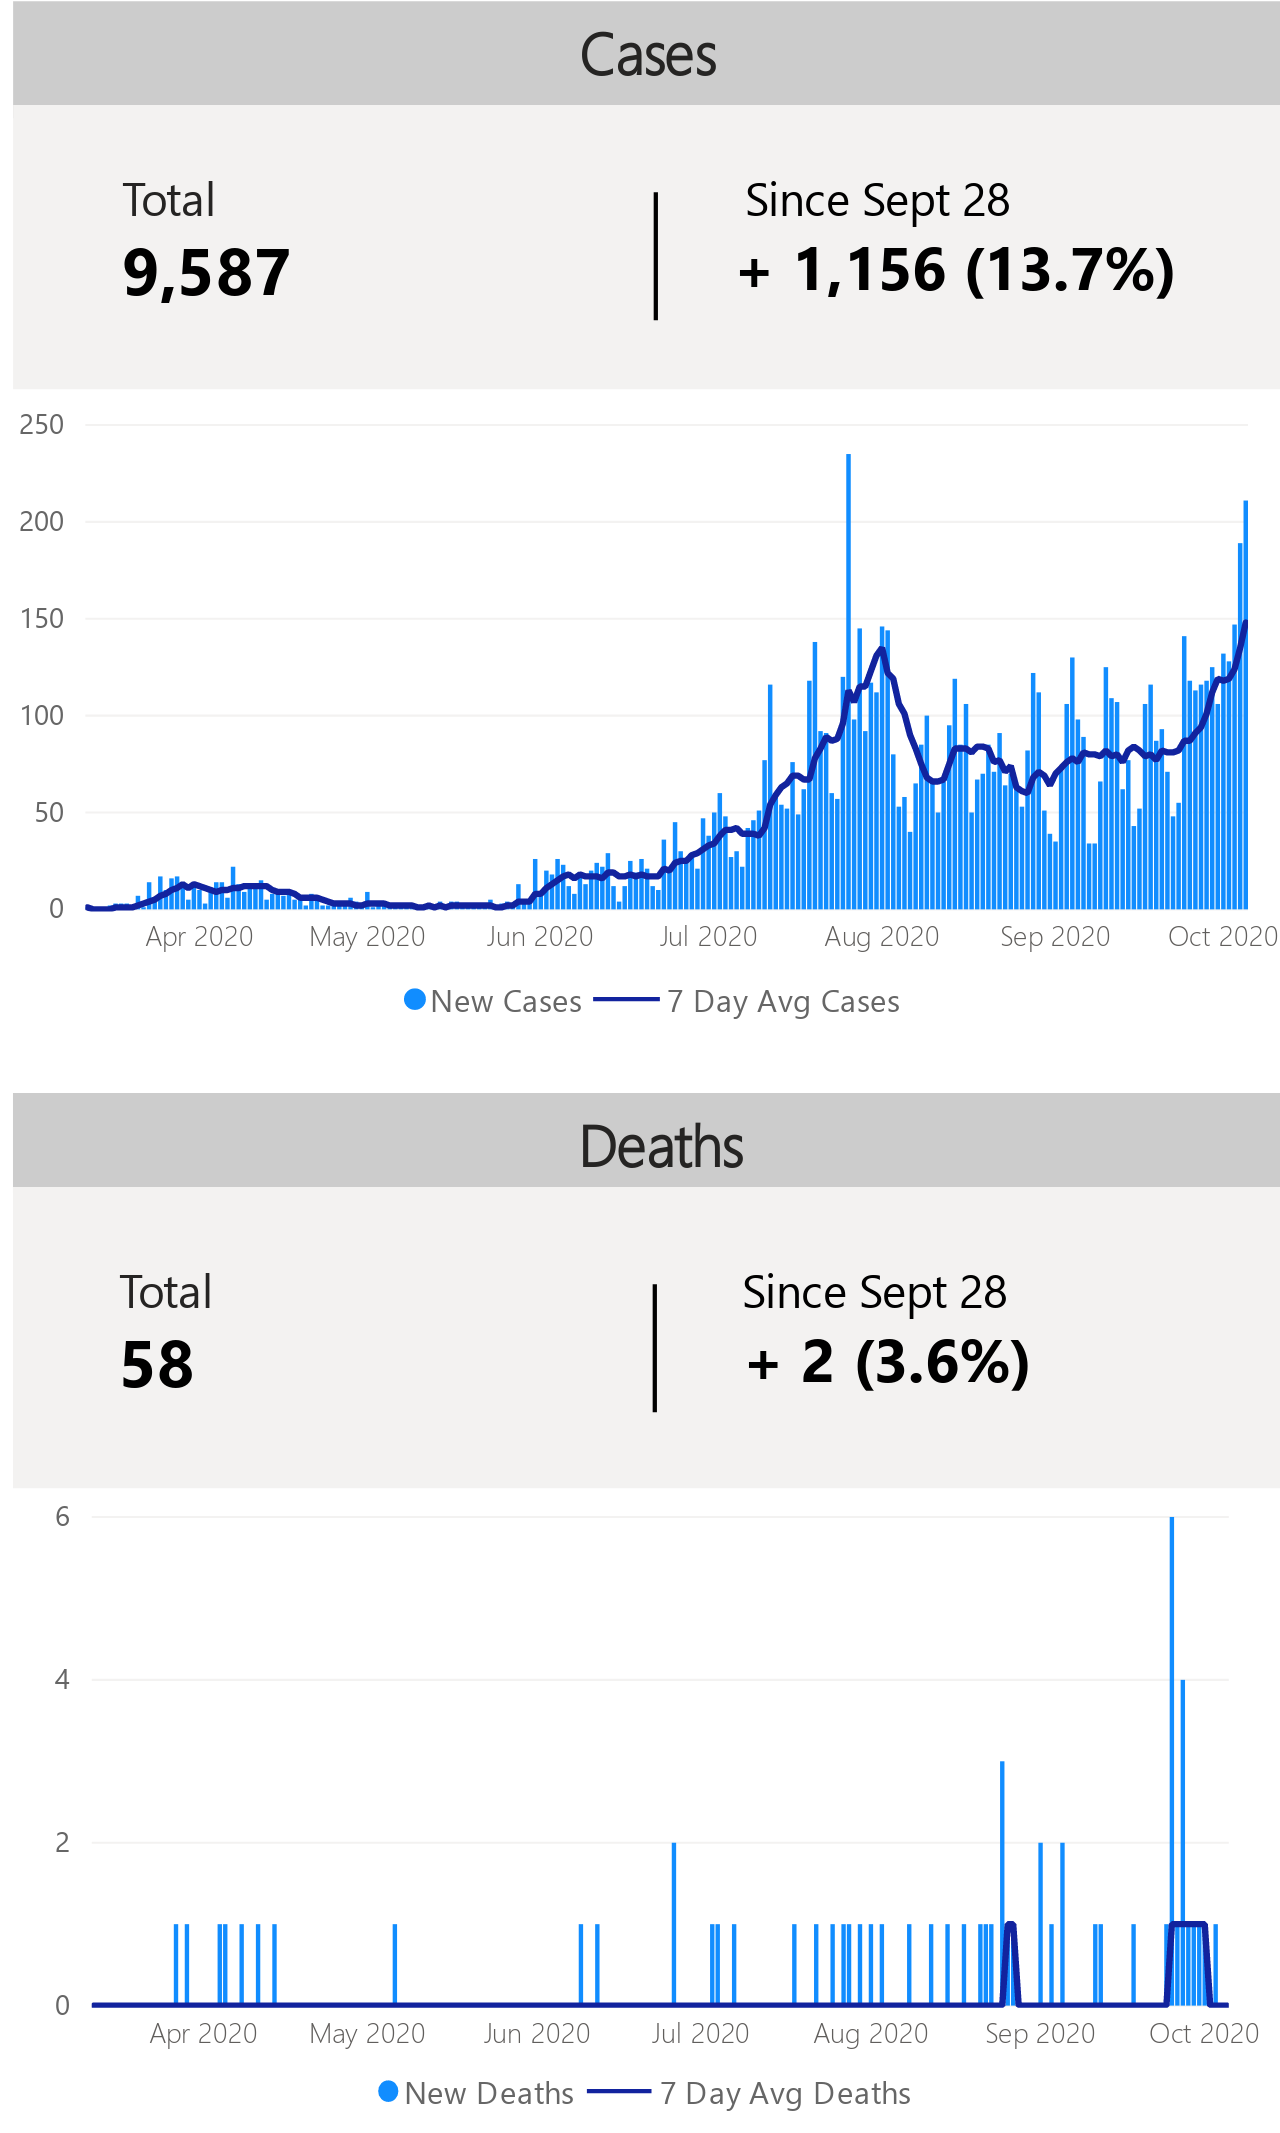 Cases
Total
Since Sept 28
9,587
+ 1,156 (13.7%)
250
200
150
100
50
0
Apr 2020 May 2020 Jun 2020 Jul 2020 Aug 2020 Sep 2020 Oct 2020
New Cases 7 Day Avg Cases
Deaths
Total
Since Sept 28
58
+ 2 (3.6%)
6
4
2
0
Apr 2020 May 2020 Jun 2020 Jul 2020 Aug 2020 Sep 2020 Oct 2020
New Deaths 7 Day Avg Deaths